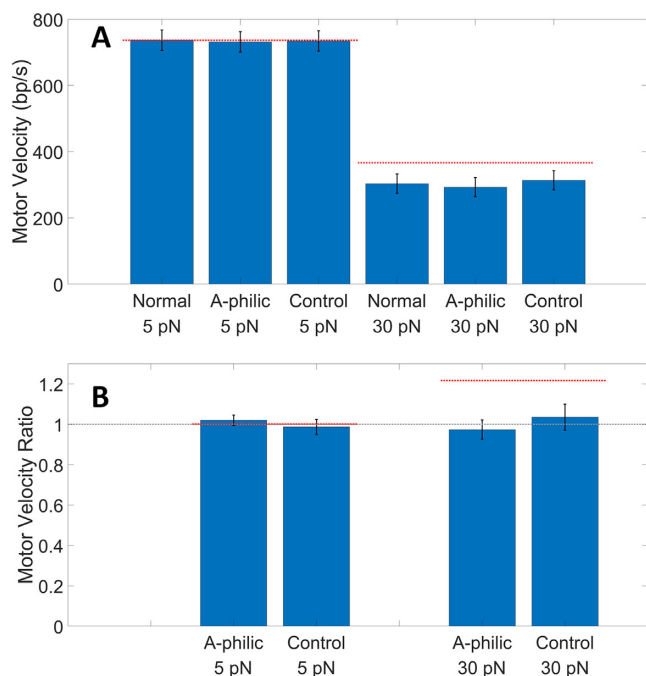 A
Motor Velocity (bp/s)
800
600
400
200
0
Normal A-philic Control Normal A-philic Control
5 pN 5 pN 5 pN 30 pN 30 pN 30 pN
B
Motor Velocity Ratio
1.2
1
0.8
0.6
0.4
0.2
0
A-philic Control A-philic Control
5 pN 5 pN 30 pN 30 pN